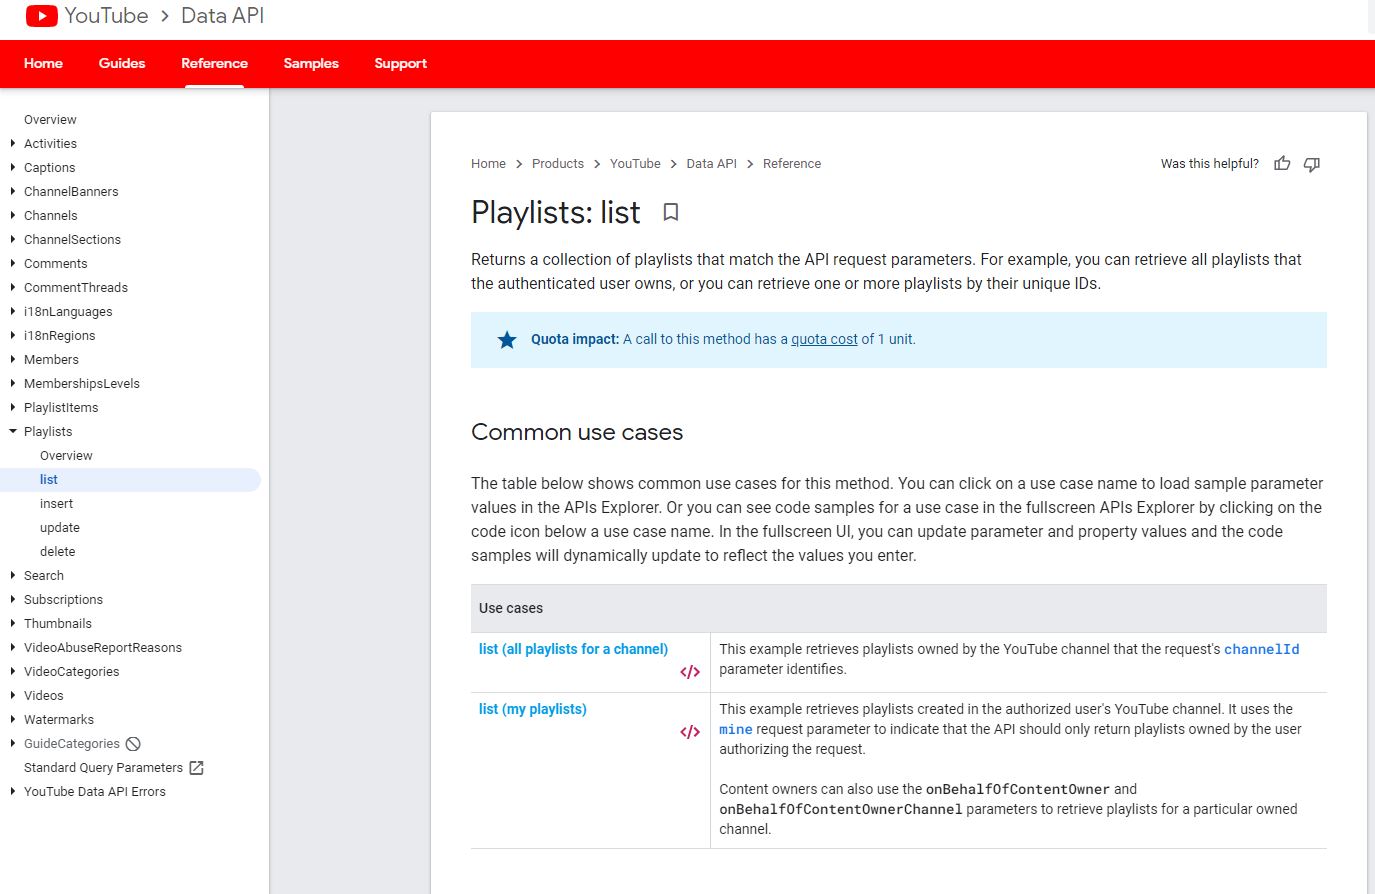 YouTube > Data API
Home Guides Reference Samples Support
Overview
Activities
Captions
ChannelBanners
Channels
ChannelSections
Comments
CommentThreads
i18nLanguages
i18nRegions
Members
MembershipsLevels
PlaylistItems
Playlists
Overview
list
insert
update
delete
Search
Subscriptions
Thumbnails
VideoAbuseReportReasons
VideoCategories
Videos
Watermarks
GuideCategories
Standard Query Parameters
YouTube Data API Errors
Home > Products > YouTube > Data API > Reference
Was this helpful?
Playlists: list
Returns a collection of playlists that match the API request parameters. For example, you can retrieve all playlists that
the authenticated user owns, or you can retrieve one or more playlists by their unique IDs.
Quota impact: A call to this method has a quota cost of 1 unit.
Common use cases
The table below shows common use cases for this method. You can click on a use case name to load sample parameter
values in the APIs Explorer. Or you can see code samples for a use case in the fullscreen APIs Explorer by clicking on the
code icon below a use case name. In the fullscreen UI, you can update parameter and property values and the code
samples will dynamically update to reflect the values you enter.
Use cases
list (all playlists for a channel)
</>
This example retrieves playlists owned by the YouTube channel that the request's channelId
parameter identifies.
list (my playlists)
</>
This example retrieves playlists created in the authorized user's YouTube channel. It uses the
mine request parameter to indicate that the API should only return playlists owned by the user
authorizing the request.
Content owners can also use the onBehalfOfContentOwner and
onBehalfOfContentOwnerChannel parameters to retrieve playlists for a particular owned
channel.